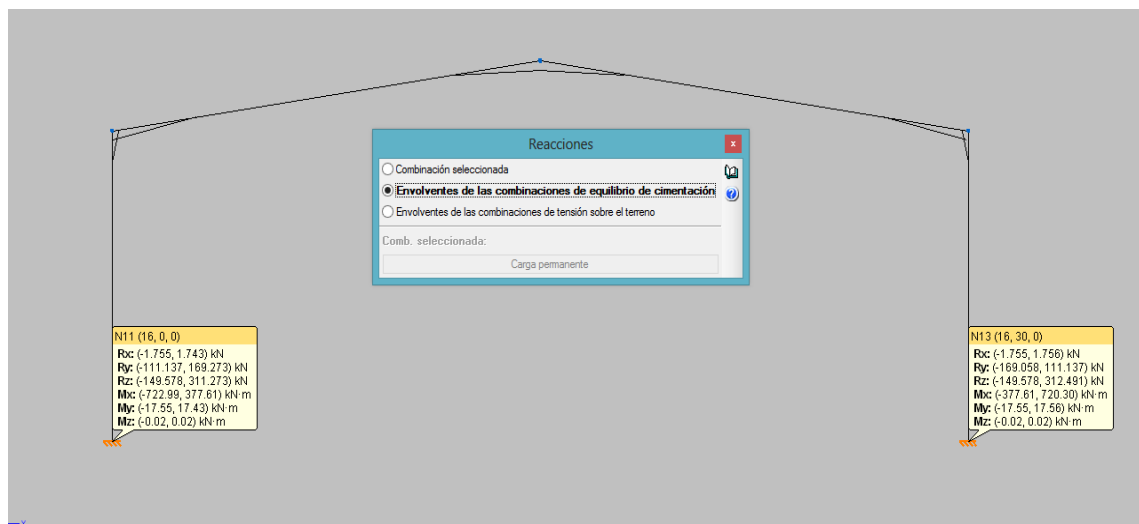 Reacciones
x
Combinación seleccionada
Envolventes de las combinaciones de equilibrio de cimentación
Envolventes de las combinaciones de tensión sobre el terreno
Comb. seleccionada:
Carga permanente
N11 (16, 0, 0)
Rx: (-1.755, 1.743) kN
Ry: (-111.137, 169.273) kN
Rz: (-149.578, 311.273) kN
Mx: (-722.99, 377.61) kN·m
My: (-17.55, 17.43) kN·m
Mz: (-0.02, 0.02) kN·m
N13 (16, 30, 0)
Rx: (-1.755, 1.756) kN
Ry: (-169.058, 111.137) kN
Rz: (-149.578, 312.491) kN
Mx: (-377.61, 720.30) kN·m
My: (-17.55, 17.56) kN·m
Mz: (-0.02, 0.02) kN·m